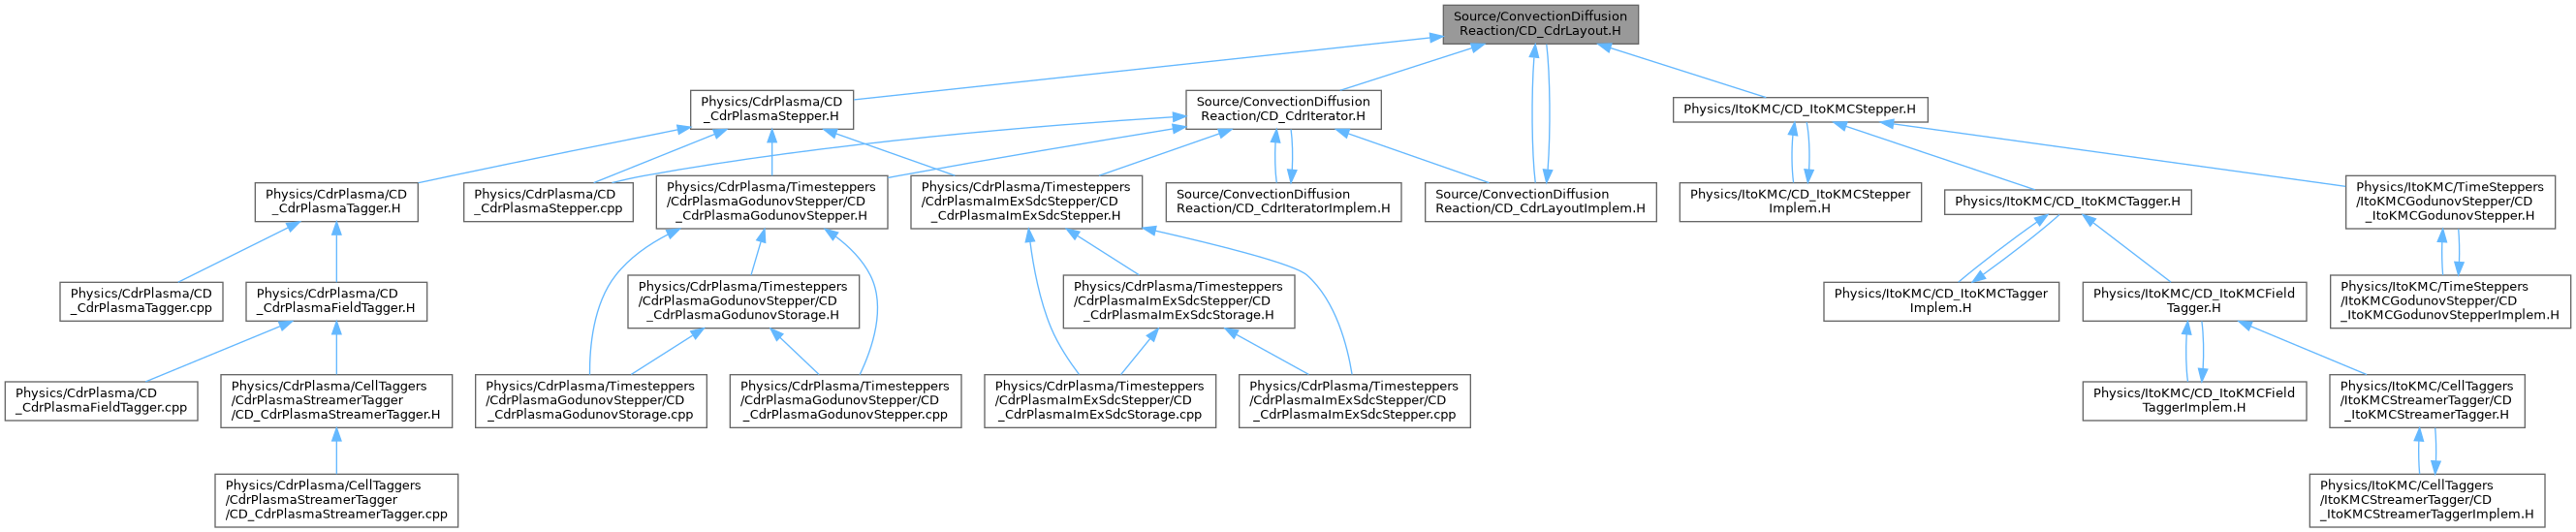 Source/ConvectionDiffusion
Reaction/CD_CdrLayout.H
Physics/CdrPlasma/CD
_CdrPlasmaStepper.H
Source/ConvectionDiffusion
Reaction/CD_CdrIterator.H
Physics/ItoKMC/CD_ItoKMCStepper.H
Physics/CdrPlasma/CD
_CdrPlasmaTagger.H
Physics/CdrPlasma/CD
_CdrPlasmaStepper.cpp
Physics/CdrPlasma/Timesteppers
/CdrPlasmaGodunovStepper/CD
_CdrPlasmaGodunovStepper.H
Physics/CdrPlasma/Timesteppers
/CdrPlasmaImExSdcStepper/CD
_CdrPlasmaImExSdcStepper.H
Source/ConvectionDiffusion
Reaction/CD_CdrIteratorImplem.H
Source/ConvectionDiffusion
Reaction/CD_CdrLayoutImplem.H
Physics/ItoKMC/CD_ItoKMCStepper
Implem.H
Physics/ItoKMC/CD_ItoKMCTagger.H
Physics/ItoKMC/TimeSteppers
/ItoKMCGodunovStepper/CD
_ItoKMCGodunovStepper.H
Physics/CdrPlasma/CD
_CdrPlasmaTagger.cpp
Physics/CdrPlasma/CD
_CdrPlasmaFieldTagger.H
Physics/CdrPlasma/Timesteppers
/CdrPlasmaGodunovStepper/CD
_CdrPlasmaGodunovStorage.H
Physics/CdrPlasma/Timesteppers
/CdrPlasmaImExSdcStepper/CD
_CdrPlasmaImExSdcStorage.H
Physics/ItoKMC/CD_ItoKMCTagger
Implem.H
Physics/ItoKMC/CD_ItoKMCField
Tagger.H
Physics/ItoKMC/TimeSteppers
/ItoKMCGodunovStepper/CD
_ItoKMCGodunovStepperImplem.H
Physics/CdrPlasma/CD
_CdrPlasmaFieldTagger.cpp
Physics/CdrPlasma/CellTaggers
/CdrPlasmaStreamerTagger
/CD_CdrPlasmaStreamerTagger.H
Physics/CdrPlasma/Timesteppers
/CdrPlasmaGodunovStepper/CD
_CdrPlasmaGodunovStorage.cpp
Physics/CdrPlasma/Timesteppers
/CdrPlasmaGodunovStepper/CD
_CdrPlasmaGodunovStepper.cpp
Physics/CdrPlasma/Timesteppers
/CdrPlasmaImExSdcStepper/CD
_CdrPlasmaImExSdcStorage.cpp
Physics/CdrPlasma/Timesteppers
/CdrPlasmaImExSdcStepper/CD
_CdrPlasmaImExSdcStepper.cpp
Physics/ItoKMC/CD_ItoKMCField
TaggerImplem.H
Physics/ItoKMC/CellTaggers
/ItoKMCStreamerTagger/CD
_ItoKMCStreamerTagger.H
Physics/CdrPlasma/CellTaggers
/CdrPlasmaStreamerTagger
/CD_CdrPlasmaStreamerTagger.cpp
Physics/ItoKMC/CellTaggers
/ItoKMCStreamerTagger/CD
_ItoKMCStreamerTaggerImplem.H